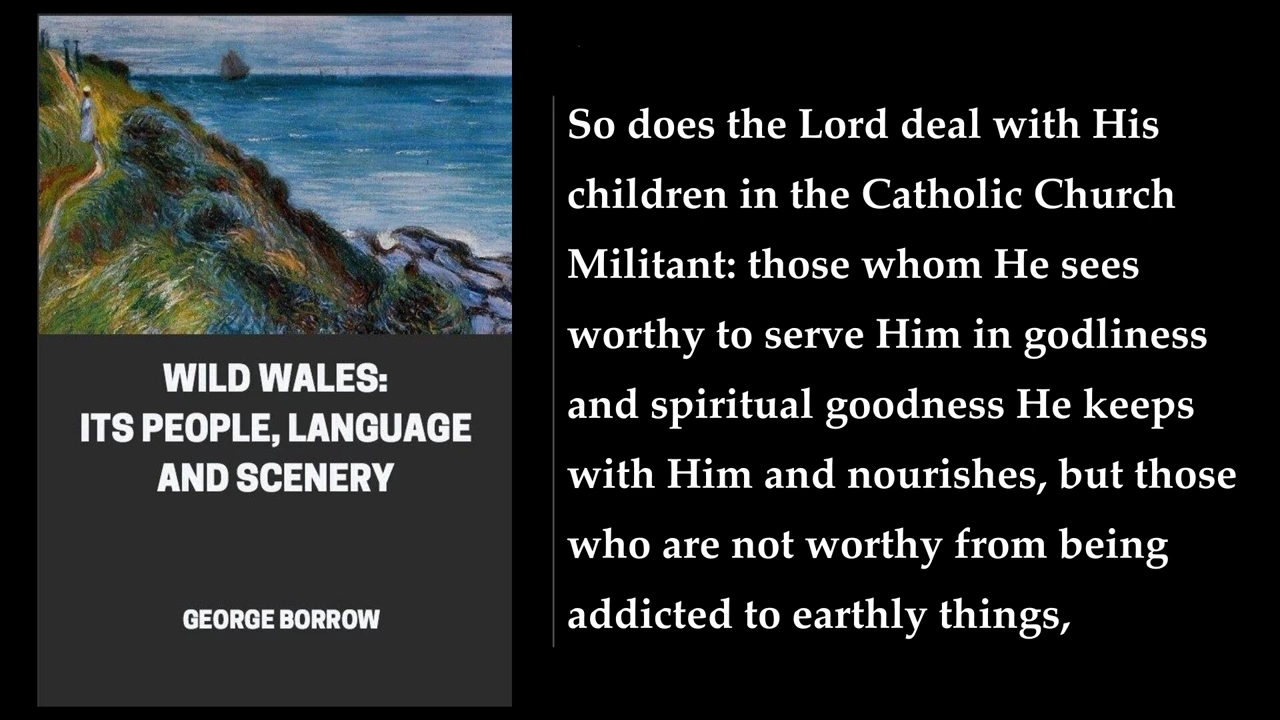 WILD WALES:
ITS PEOPLE, LANGUAGE
AND SCENERY
GEORGE BORROW
So does the Lord deal with His
children in the Catholic Church
Militant: those whom He sees
worthy to serve Him in godliness
and spiritual goodness He keeps
with Him and nourishes, but those
who are not worthy from being
addicted to earthly things,